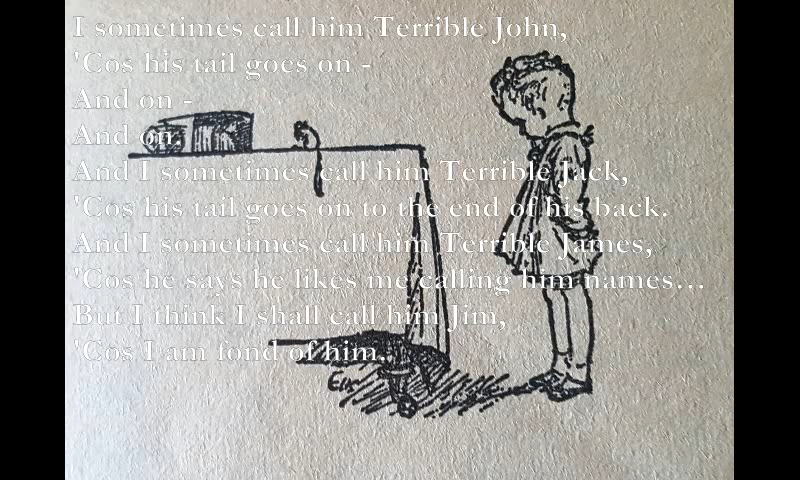 I sometimes call him Terrible John,
'Cos his tail goes on -
And on -
And on.
And I sometimes call him Terrible Jack,
'Cos his tail goes on to the end of his back.
And I sometimes call him Terrible James,
'Cos he says he likes me calling him names...
But I think I shall call him Jim,
'Cos I am fond of him.